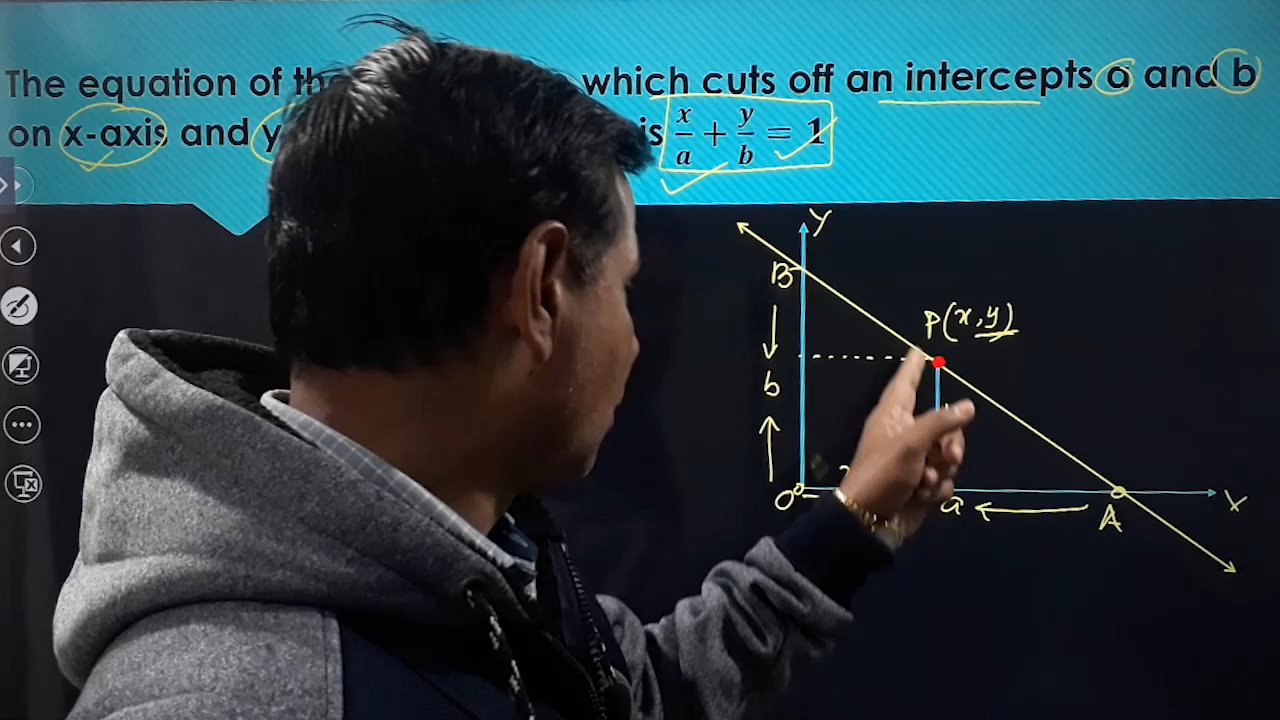 The equation of th which cuts off an intercepts a and b
on x-axis and y is x/a + y/b = 1
Y
B
P(x,y)
b
O
a
A
X